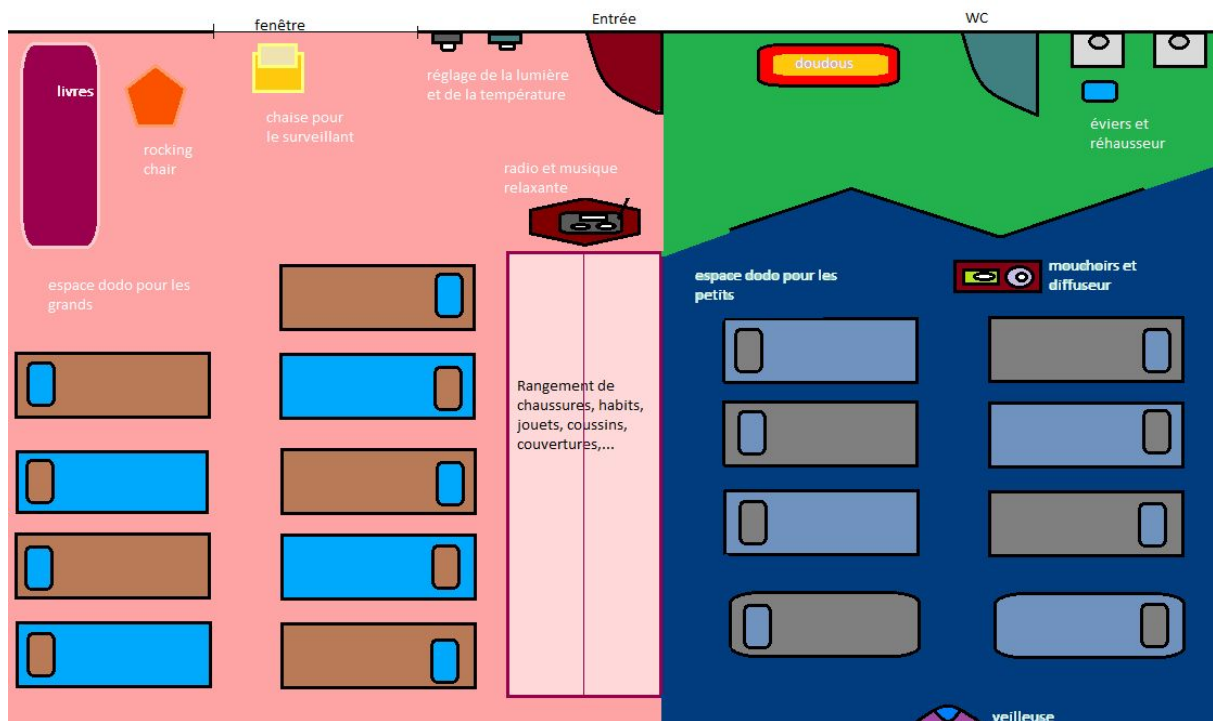 fenêtre
Entrée
WC
livres
rocking
chair
chaise pour
le surveillant
réglage de la lumière
et de la température
doudous
éviers et
réhausseur
radio et musique
relaxante
espace dodo pour les
grands
Rangement de
chaussures, habits,
jouets, coussins,
couvertures,...
espace dodo pour les
petits
mouchoirs et
diffuseur
veilleuse